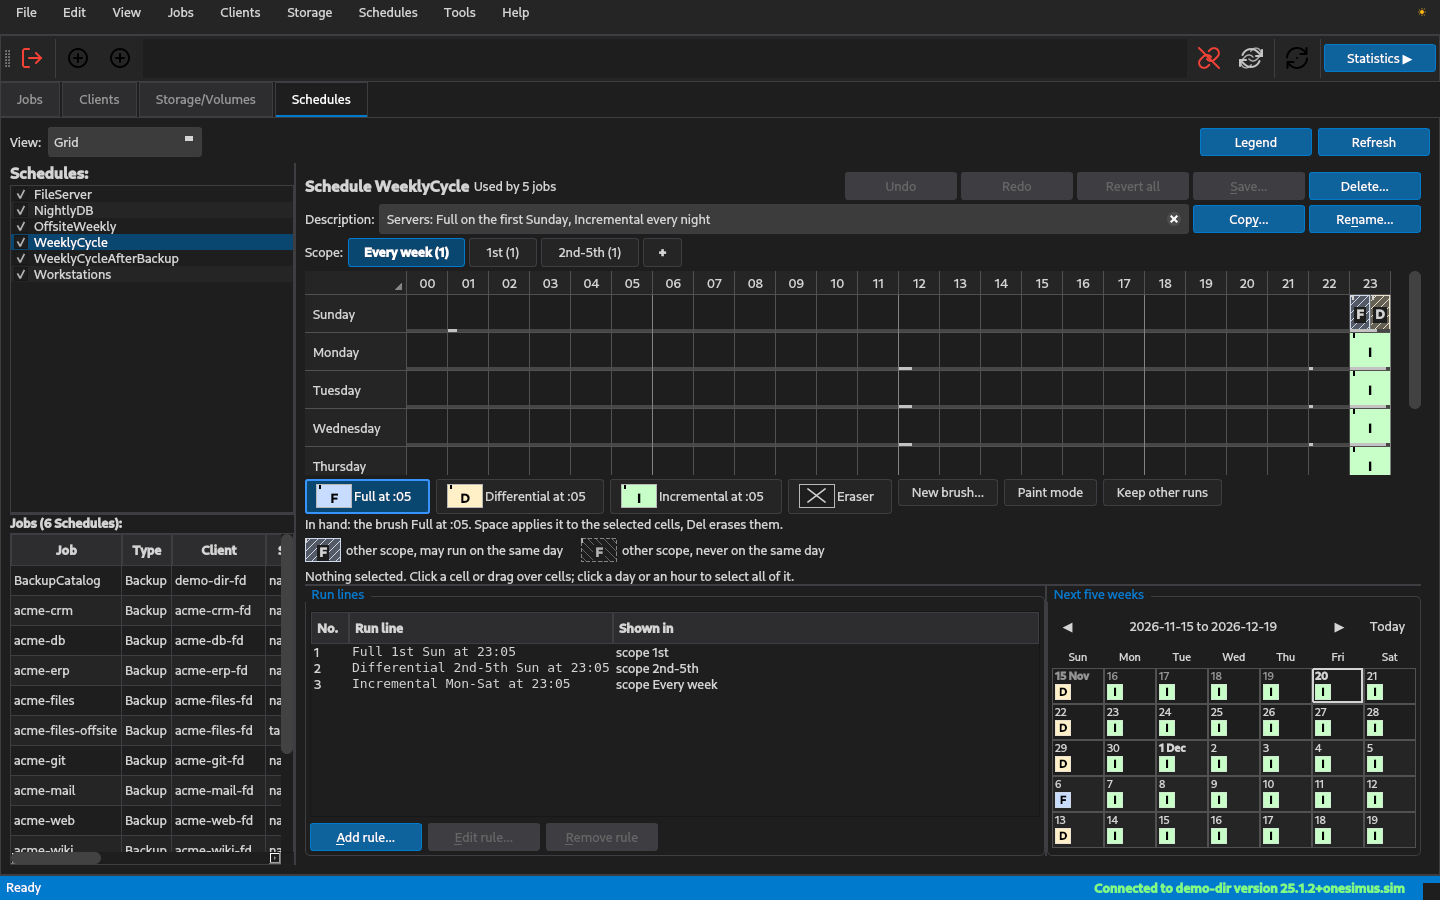 File Edit View Jobs Clients Storage Schedules Tools Help
Statistics ▶
Jobs Clients Storage/Volumes Schedules
View: Grid Legend Refresh
Schedules:
✓ FileServer
✓ NightlyDB
✓ OffsiteWeekly
✓ WeeklyCycle
✓ WeeklyCycleAfterBackup
✓ Workstations
Schedule WeeklyCycle Used by 5 jobs Undo Redo Revert all Save... Delete...
Description: Servers: Full on the first Sunday, Incremental every night Copy... Rename...
Scope: Every week (1) 1st (1) 2nd-5th (1) +
00 01 02 03 04 05 06 07 08 09 10 11 12 13 14 15 16 17 18 19 20 21 22 23
Sunday F D
Monday I
Tuesday I
Wednesday I
Thursday I
F Full at :05 D Differential at :05 I Incremental at :05 Eraser New brush... Paint mode Keep other runs
In hand: the brush Full at :05. Space applies it to the selected cells, Del erases them.
F other scope, may run on the same day F other scope, never on the same day
Nothing selected. Click a cell or drag over cells; click a day or an hour to select all of it.
Jobs (6 Schedules):
Job Type Client
BackupCatalog Backup demo-dir-fd na
acme-crm Backup acme-crm-fd na
acme-db Backup acme-db-fd na
acme-erp Backup acme-erp-fd na
acme-files Backup acme-files-fd na
acme-files-offsite Backup acme-files-fd ta
acme-git Backup acme-git-fd na
acme-mail Backup acme-mail-fd na
acme-web Backup acme-web-fd na
acme-wiki Backup acme-wiki-fd na
Run lines
No. Run line Shown in
1 Full 1st Sun at 23:05 scope 1st
2 Differential 2nd-5th Sun at 23:05 scope 2nd-5th
3 Incremental Mon-Sat at 23:05 scope Every week
Add rule... Edit rule... Remove rule
Next five weeks
◀ 2026-11-15 to 2026-12-19 ▶ Today
Sun Mon Tue Wed Thu Fri Sat
15 Nov 16 17 18 19 20 21
D I I I I I I
22 23 24 25 26 27 28
D I I I I I I
29 30 1 Dec 2 3 4 5
D I I I I I I
6 7 8 9 10 11 12
F I I I I I I
13 14 15 16 17 18 19
D I I I I I I
Ready Connected to demo-dir version 25.1.2+onesimus.sim